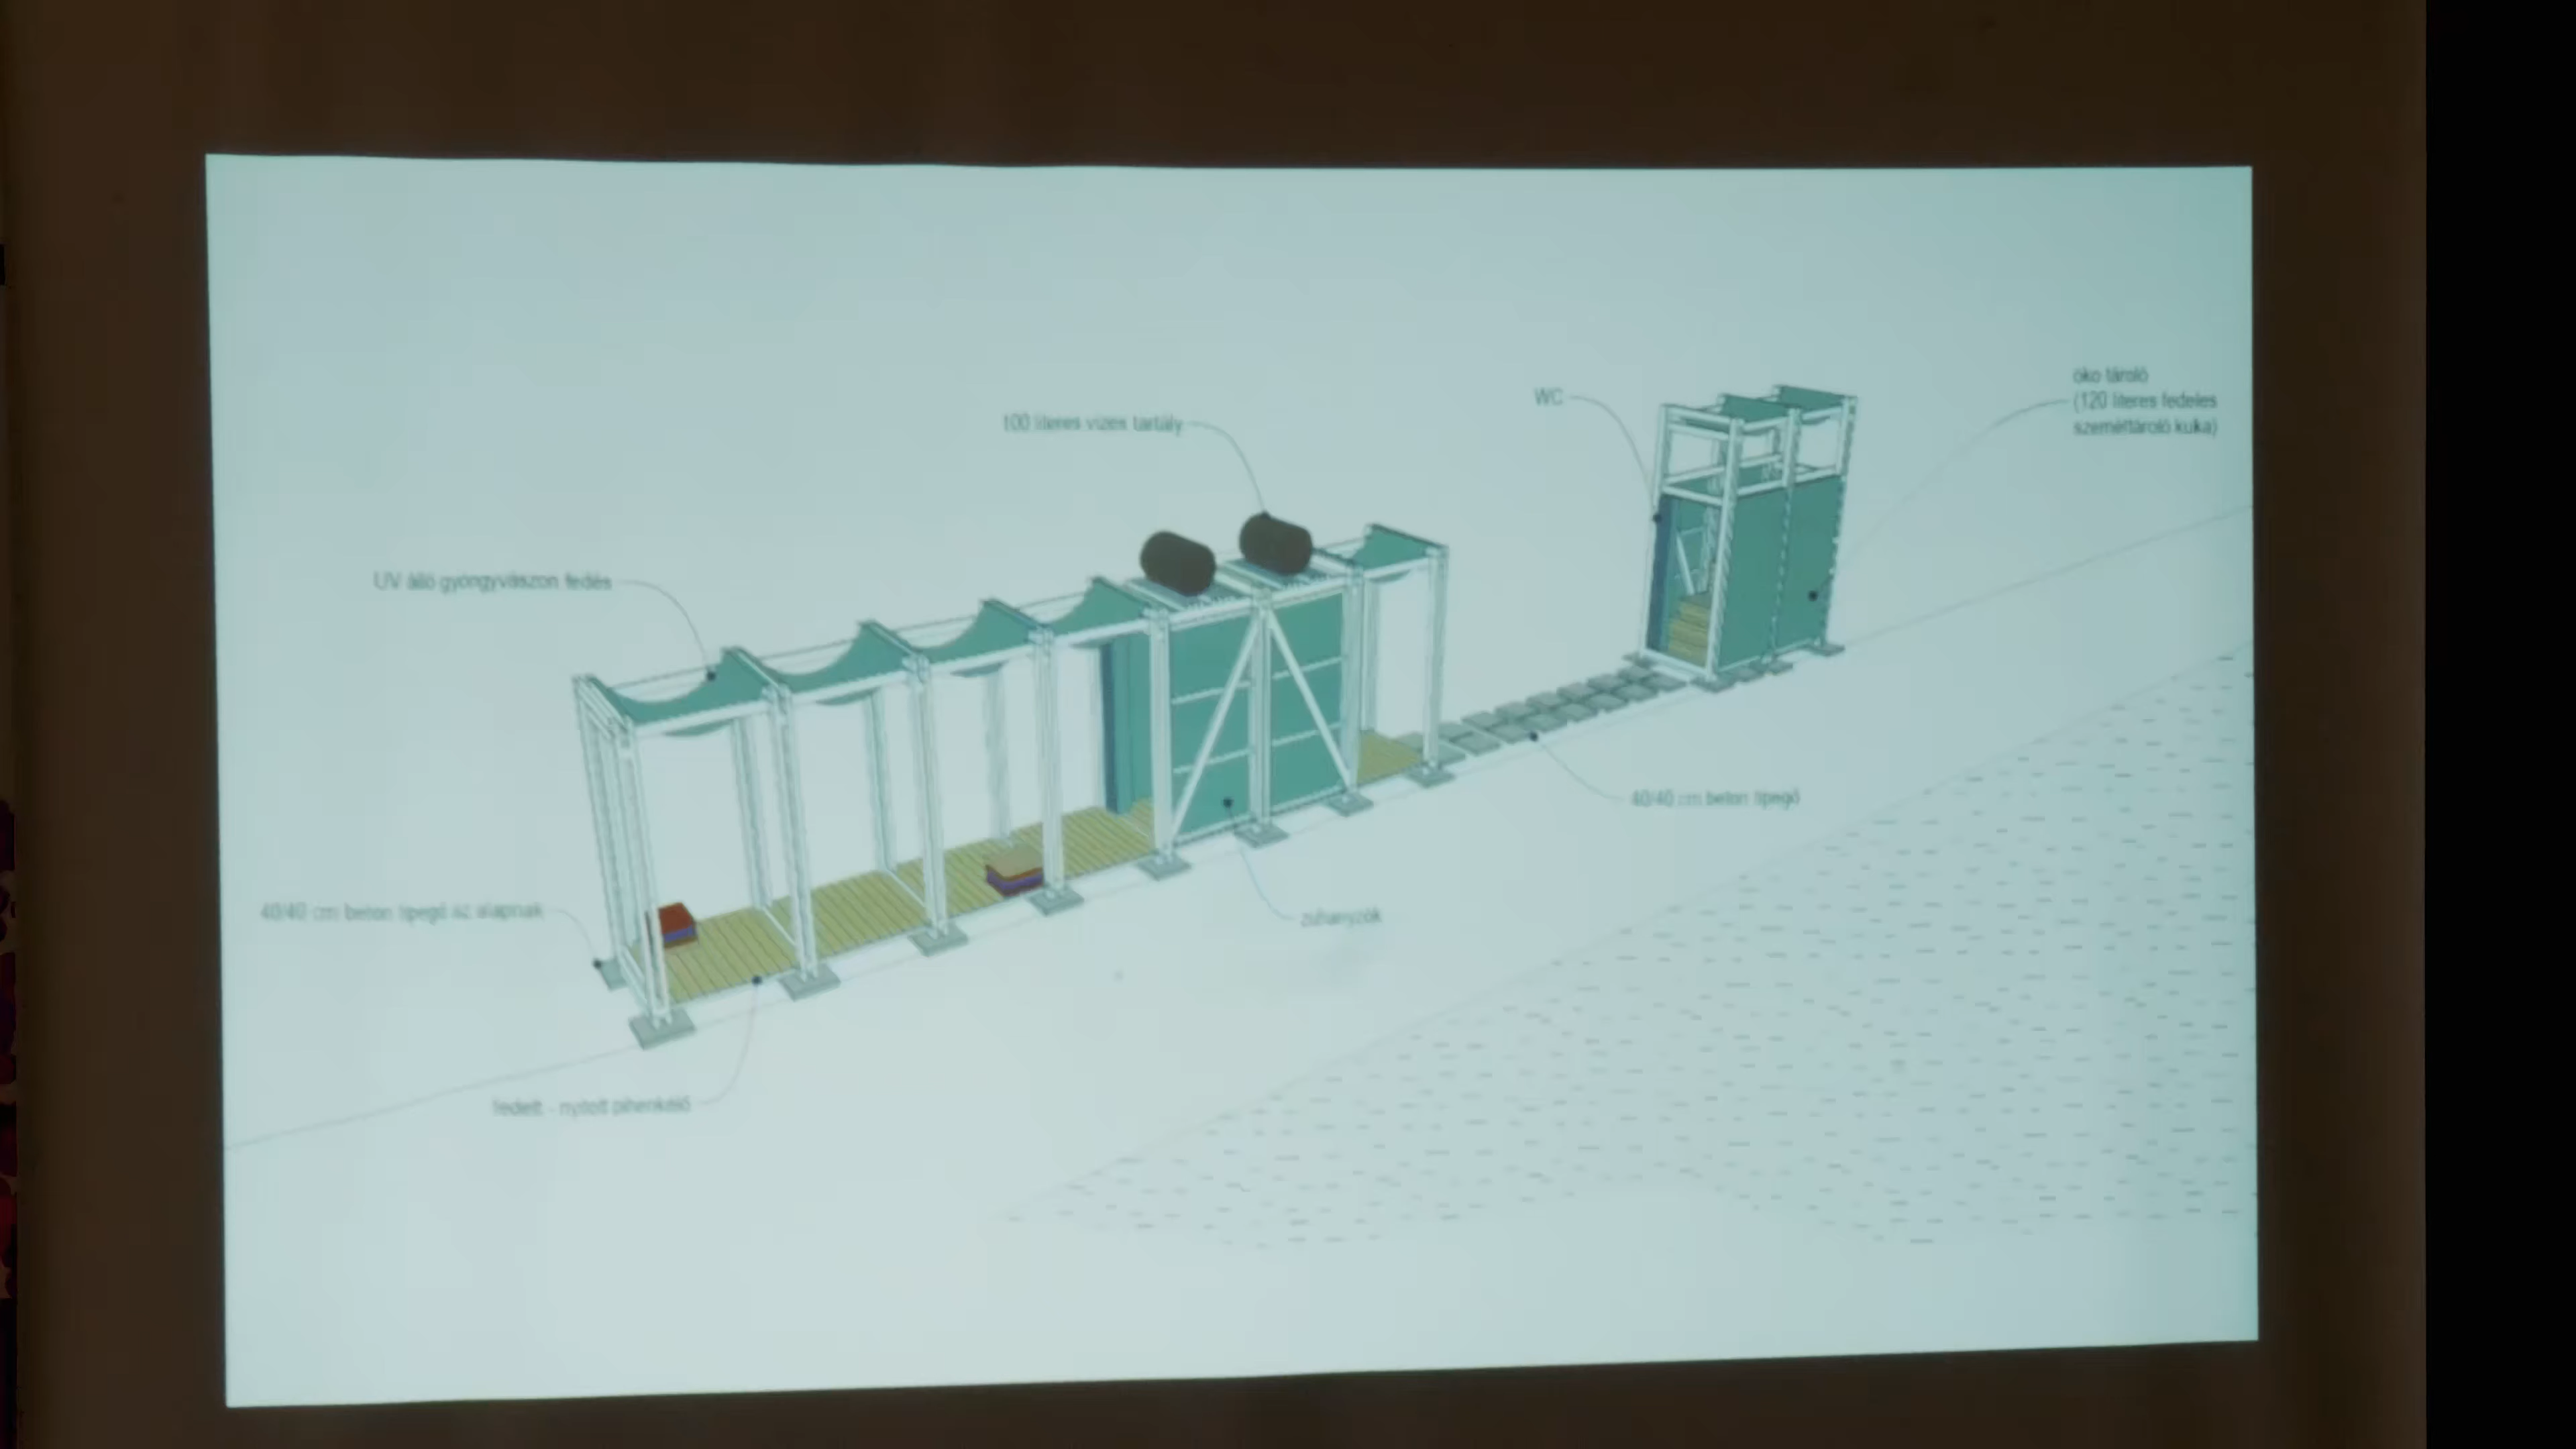 öko tároló
(120 literes fedeles
szeméttároló kuka)
WC
100 literes vizes tartály
UV álló gyöngyvászon fedés
40/40 cm beton tipegő
40/40 cm beton tipegő az alapnak
zuhanyzók
fedett - nyitott pihenőidő